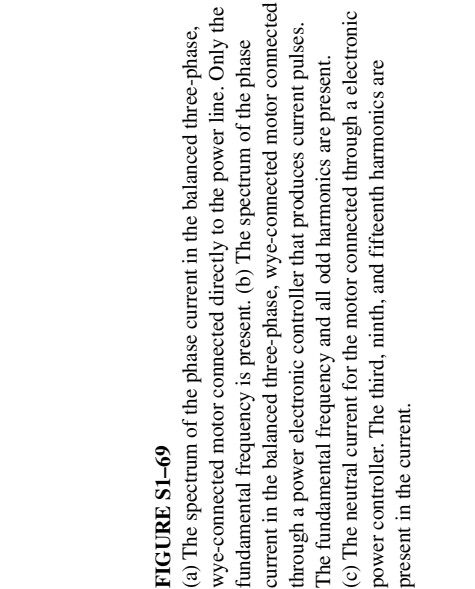 FIGURE S1–69
(a) The spectrum of the phase current in the balanced three-phase,
wye-connected motor connected directly to the power line. Only the
fundamental frequency is present. (b) The spectrum of the phase
current in the balanced three-phase, wye-connected motor connected
through a power electronic controller that produces current pulses.
The fundamental frequency and all odd harmonics are present.
(c) The neutral current for the motor connected through a electronic
power controller. The third, ninth, and fifteenth harmonics are
present in the current.